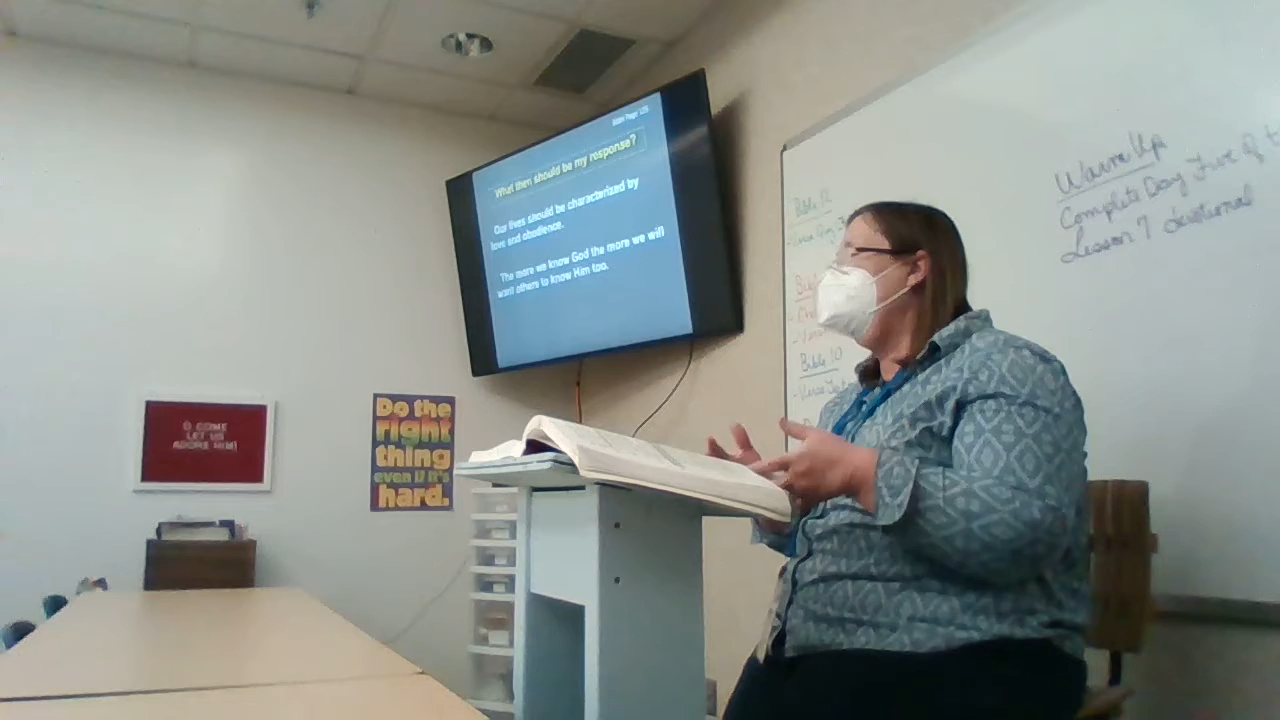 What then should be my response?
Our lives should be characterized by
love and obedience.
The more we know God the more we will
want others to know Him too.
Warm Up
Complete Day Five of
Lesson 7 devotional
Bible 12
Bible 10
O COME
LET US
ADORE HIM!
Do the
right
thing
even if it's
hard.